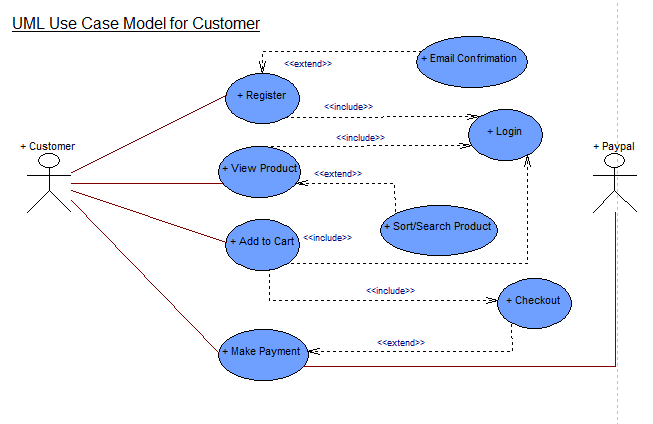 UML Use Case Model for Customer
+ Email Confrimation
<<extend>>
+ Register
<<include>>
+ Login
<<include>>
+ Customer
+ Paypal
+ View Product
<<extend>>
+ Sort/Search Product
+ Add to Cart
<<include>>
<<include>>
+ Checkout
<<extend>>
+ Make Payment